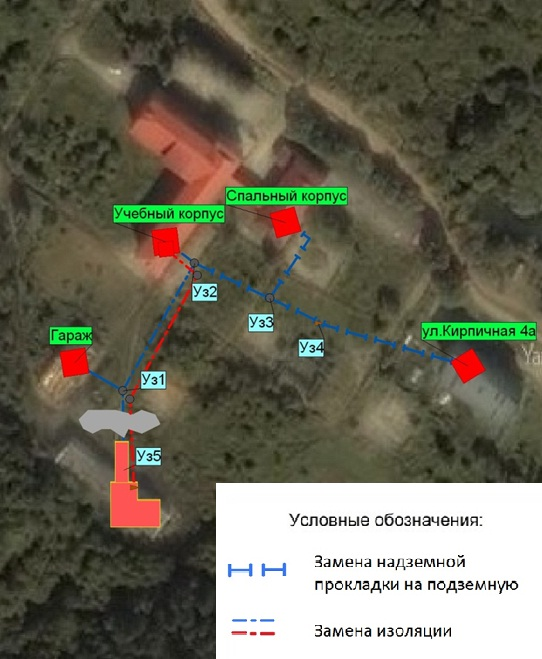 Спальный корпус
Учебный корпус
Уз2
Уз3
ул.Кирпичная 4а
Гараж
Уз4
Уз1
Уз5
Условные обозначения:
Замена надземной
прокладки на подземную
Замена изоляции